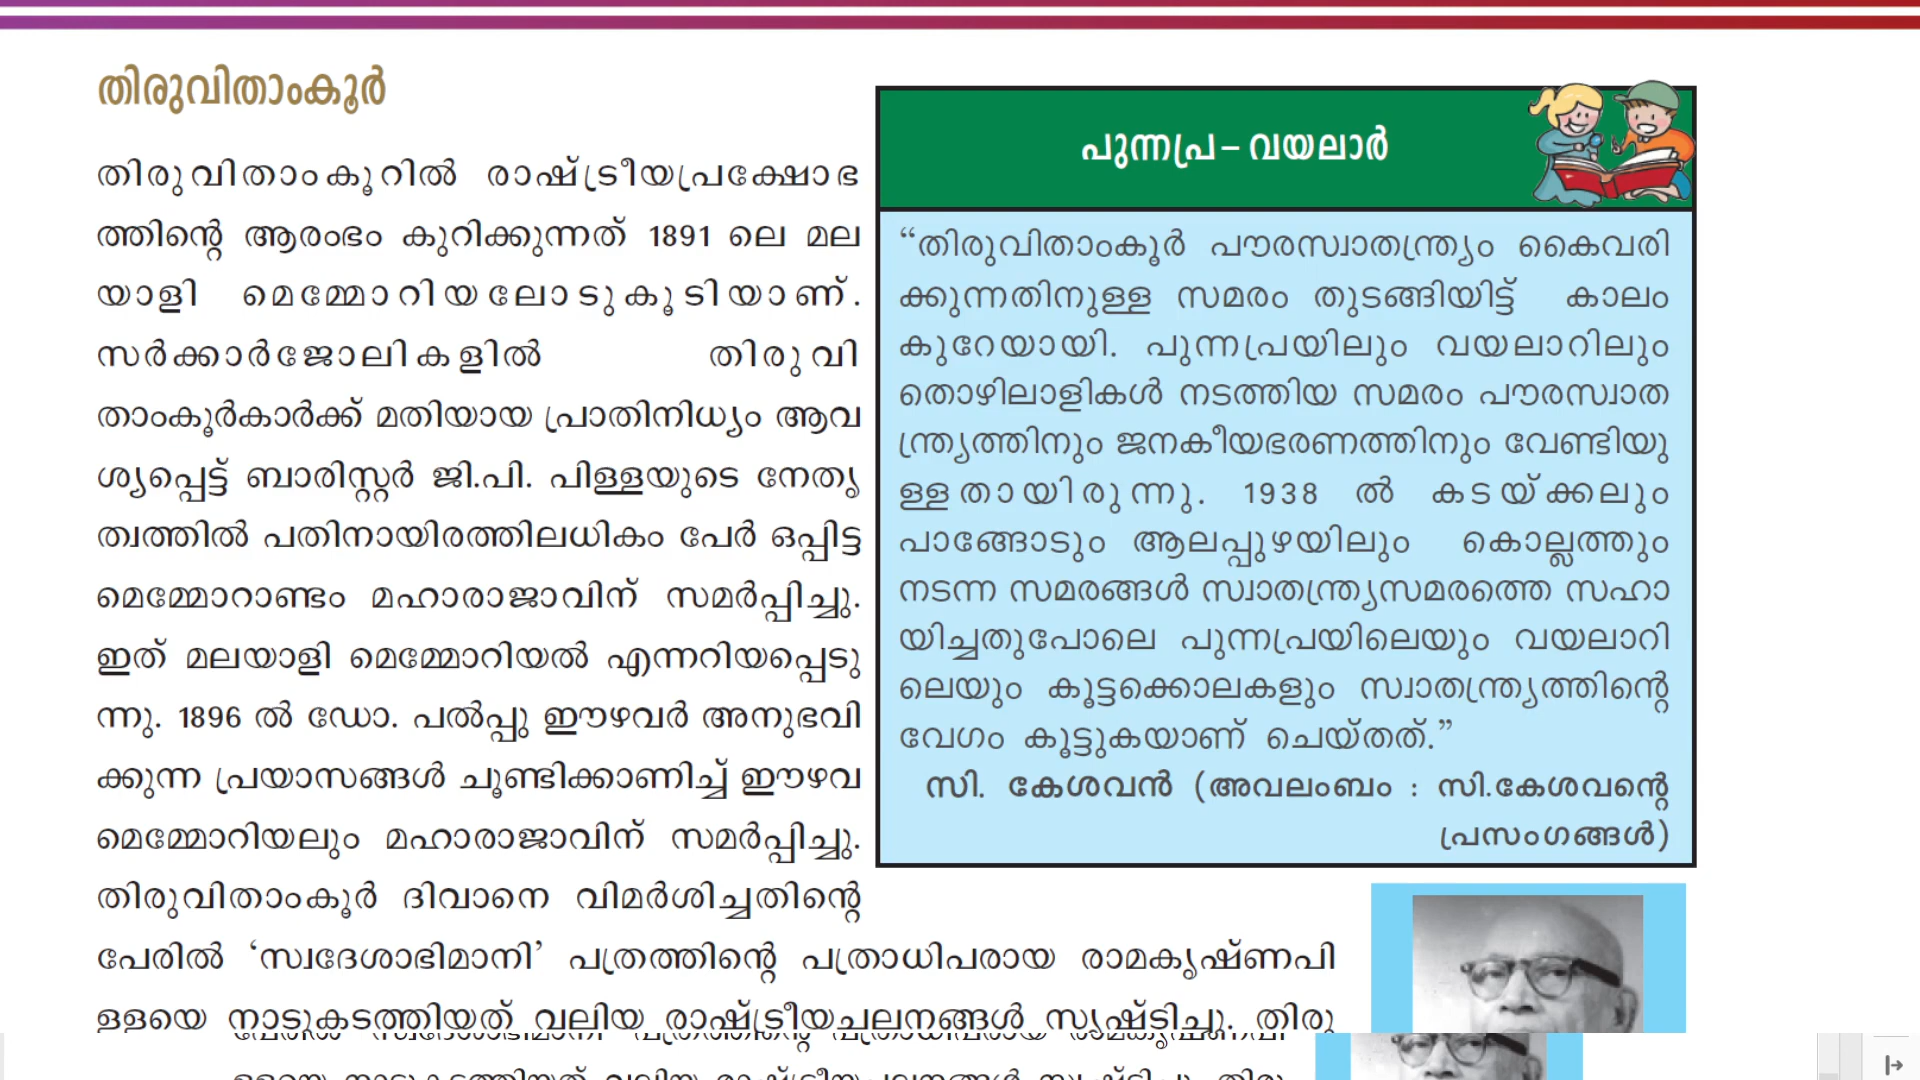 തിരുവിതാംകൂർ
തിരുവിതാംകൂറിൽ രാഷ്ട്രീയപ്രക്ഷോഭ
ത്തിന്റെ ആരംഭം കുറിക്കുന്നത് 1891 ലെ മല
യാളി മെമ്മോറിയലോടുകൂടിയാണ്.
സർക്കാർജോലികളിൽ തിരുവി
താംകൂർകാർക്ക് മതിയായ പ്രാതിനിധ്യം ആവ
ശ്യപ്പെട്ട് ബാരിസ്റ്റർ ജി.പി. പിള്ളയുടെ നേതൃ
ത്വത്തിൽ പതിനായിരത്തിലധികം പേർ ഒപ്പിട്ട
മെമ്മോറാണ്ടം മഹാരാജാവിന് സമർപ്പിച്ചു.
ഇത് മലയാളി മെമ്മോറിയൽ എന്നറിയപ്പെടു
ന്നു. 1896 ൽ ഡോ. പൽപ്പു ഈഴവർ അനുഭവി
ക്കുന്ന പ്രയാസങ്ങൾ ചൂണ്ടിക്കാണിച്ച് ഈഴവ
മെമ്മോറിയലും മഹാരാജാവിന് സമർപ്പിച്ചു.
തിരുവിതാംകൂർ ദിവാനെ വിമർശിച്ചതിന്റെ
പേരിൽ ‘സ്വദേശാഭിമാനി’ പത്രത്തിന്റെ പത്രാധിപരായ രാമകൃഷ്ണപി
ളളയെ നാടുകടത്തിയത് വലിയ രാഷ്ട്രീയചലനങ്ങൾ സൃഷ്ടിച്ചു. തിരു
പുന്നപ്ര – വയലാർ
“തിരുവിതാംകൂർ പൗരസ്വാതന്ത്ര്യം കൈവരി
ക്കുന്നതിനുള്ള സമരം തുടങ്ങിയിട്ട് കാലം
കുറേയായി. പുന്നപ്രയിലും വയലാറിലും
തൊഴിലാളികൾ നടത്തിയ സമരം പൗരസ്വാത
ന്ത്ര്യത്തിനും ജനകീയഭരണത്തിനും വേണ്ടിയു
ള്ളതായിരുന്നു. 1938 ൽ കടയ്ക്കലും
പാങ്ങോടും ആലപ്പുഴയിലും കൊല്ലത്തും
നടന്ന സമരങ്ങൾ സ്വാതന്ത്ര്യസമരത്തെ സഹാ
യിച്ചതുപോലെ പുന്നപ്രയിലെയും വയലാറി
ലെയും കൂട്ടക്കൊലകളും സ്വാതന്ത്ര്യത്തിന്റെ
വേഗം കൂട്ടുകയാണ് ചെയ്തത്.”
സി. കേശവൻ (അവലംബം : സി.കേശവന്റെ
പ്രസംഗങ്ങൾ)